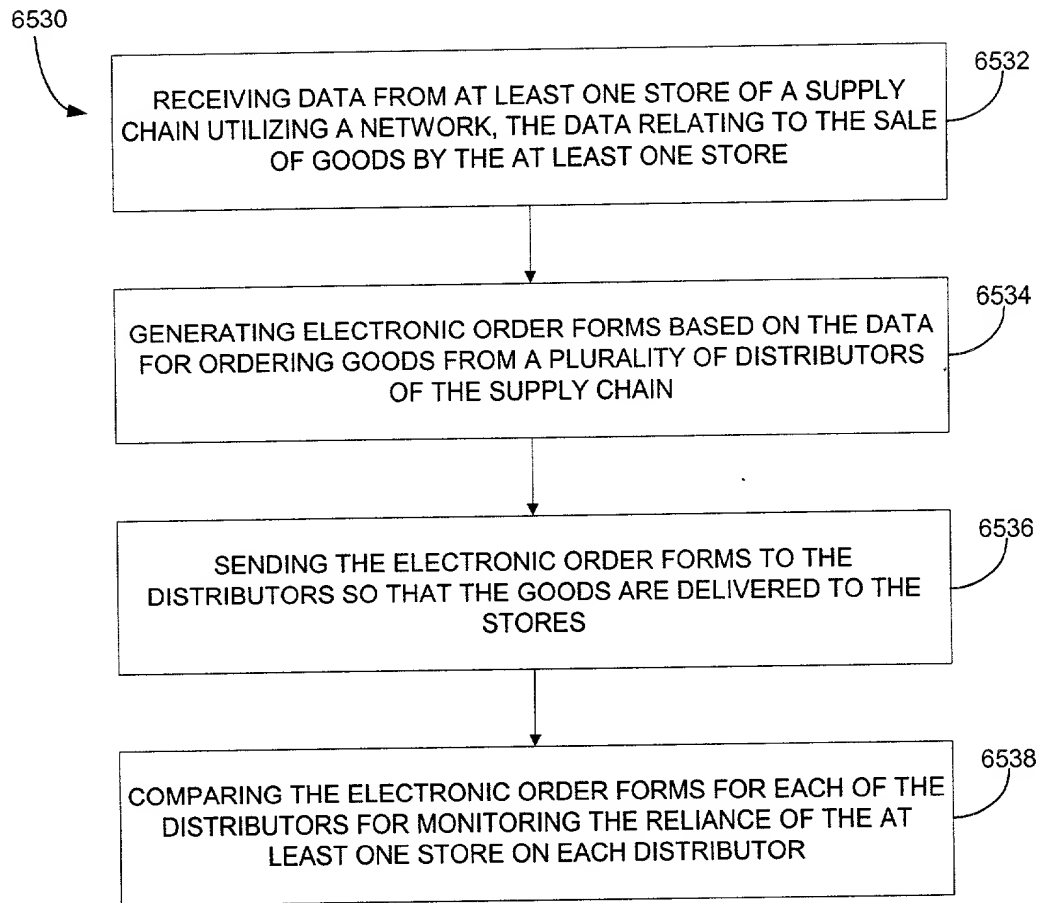 6530
6532
RECEIVING DATA FROM AT LEAST ONE STORE OF A SUPPLY
CHAIN UTILIZING A NETWORK, THE DATA RELATING TO THE SALE
OF GOODS BY THE AT LEAST ONE STORE
6534
GENERATING ELECTRONIC ORDER FORMS BASED ON THE DATA
FOR ORDERING GOODS FROM A PLURALITY OF DISTRIBUTORS
OF THE SUPPLY CHAIN
6536
SENDING THE ELECTRONIC ORDER FORMS TO THE
DISTRIBUTORS SO THAT THE GOODS ARE DELIVERED TO THE
STORES
6538
COMPARING THE ELECTRONIC ORDER FORMS FOR EACH OF THE
DISTRIBUTORS FOR MONITORING THE RELIANCE OF THE AT
LEAST ONE STORE ON EACH DISTRIBUTOR